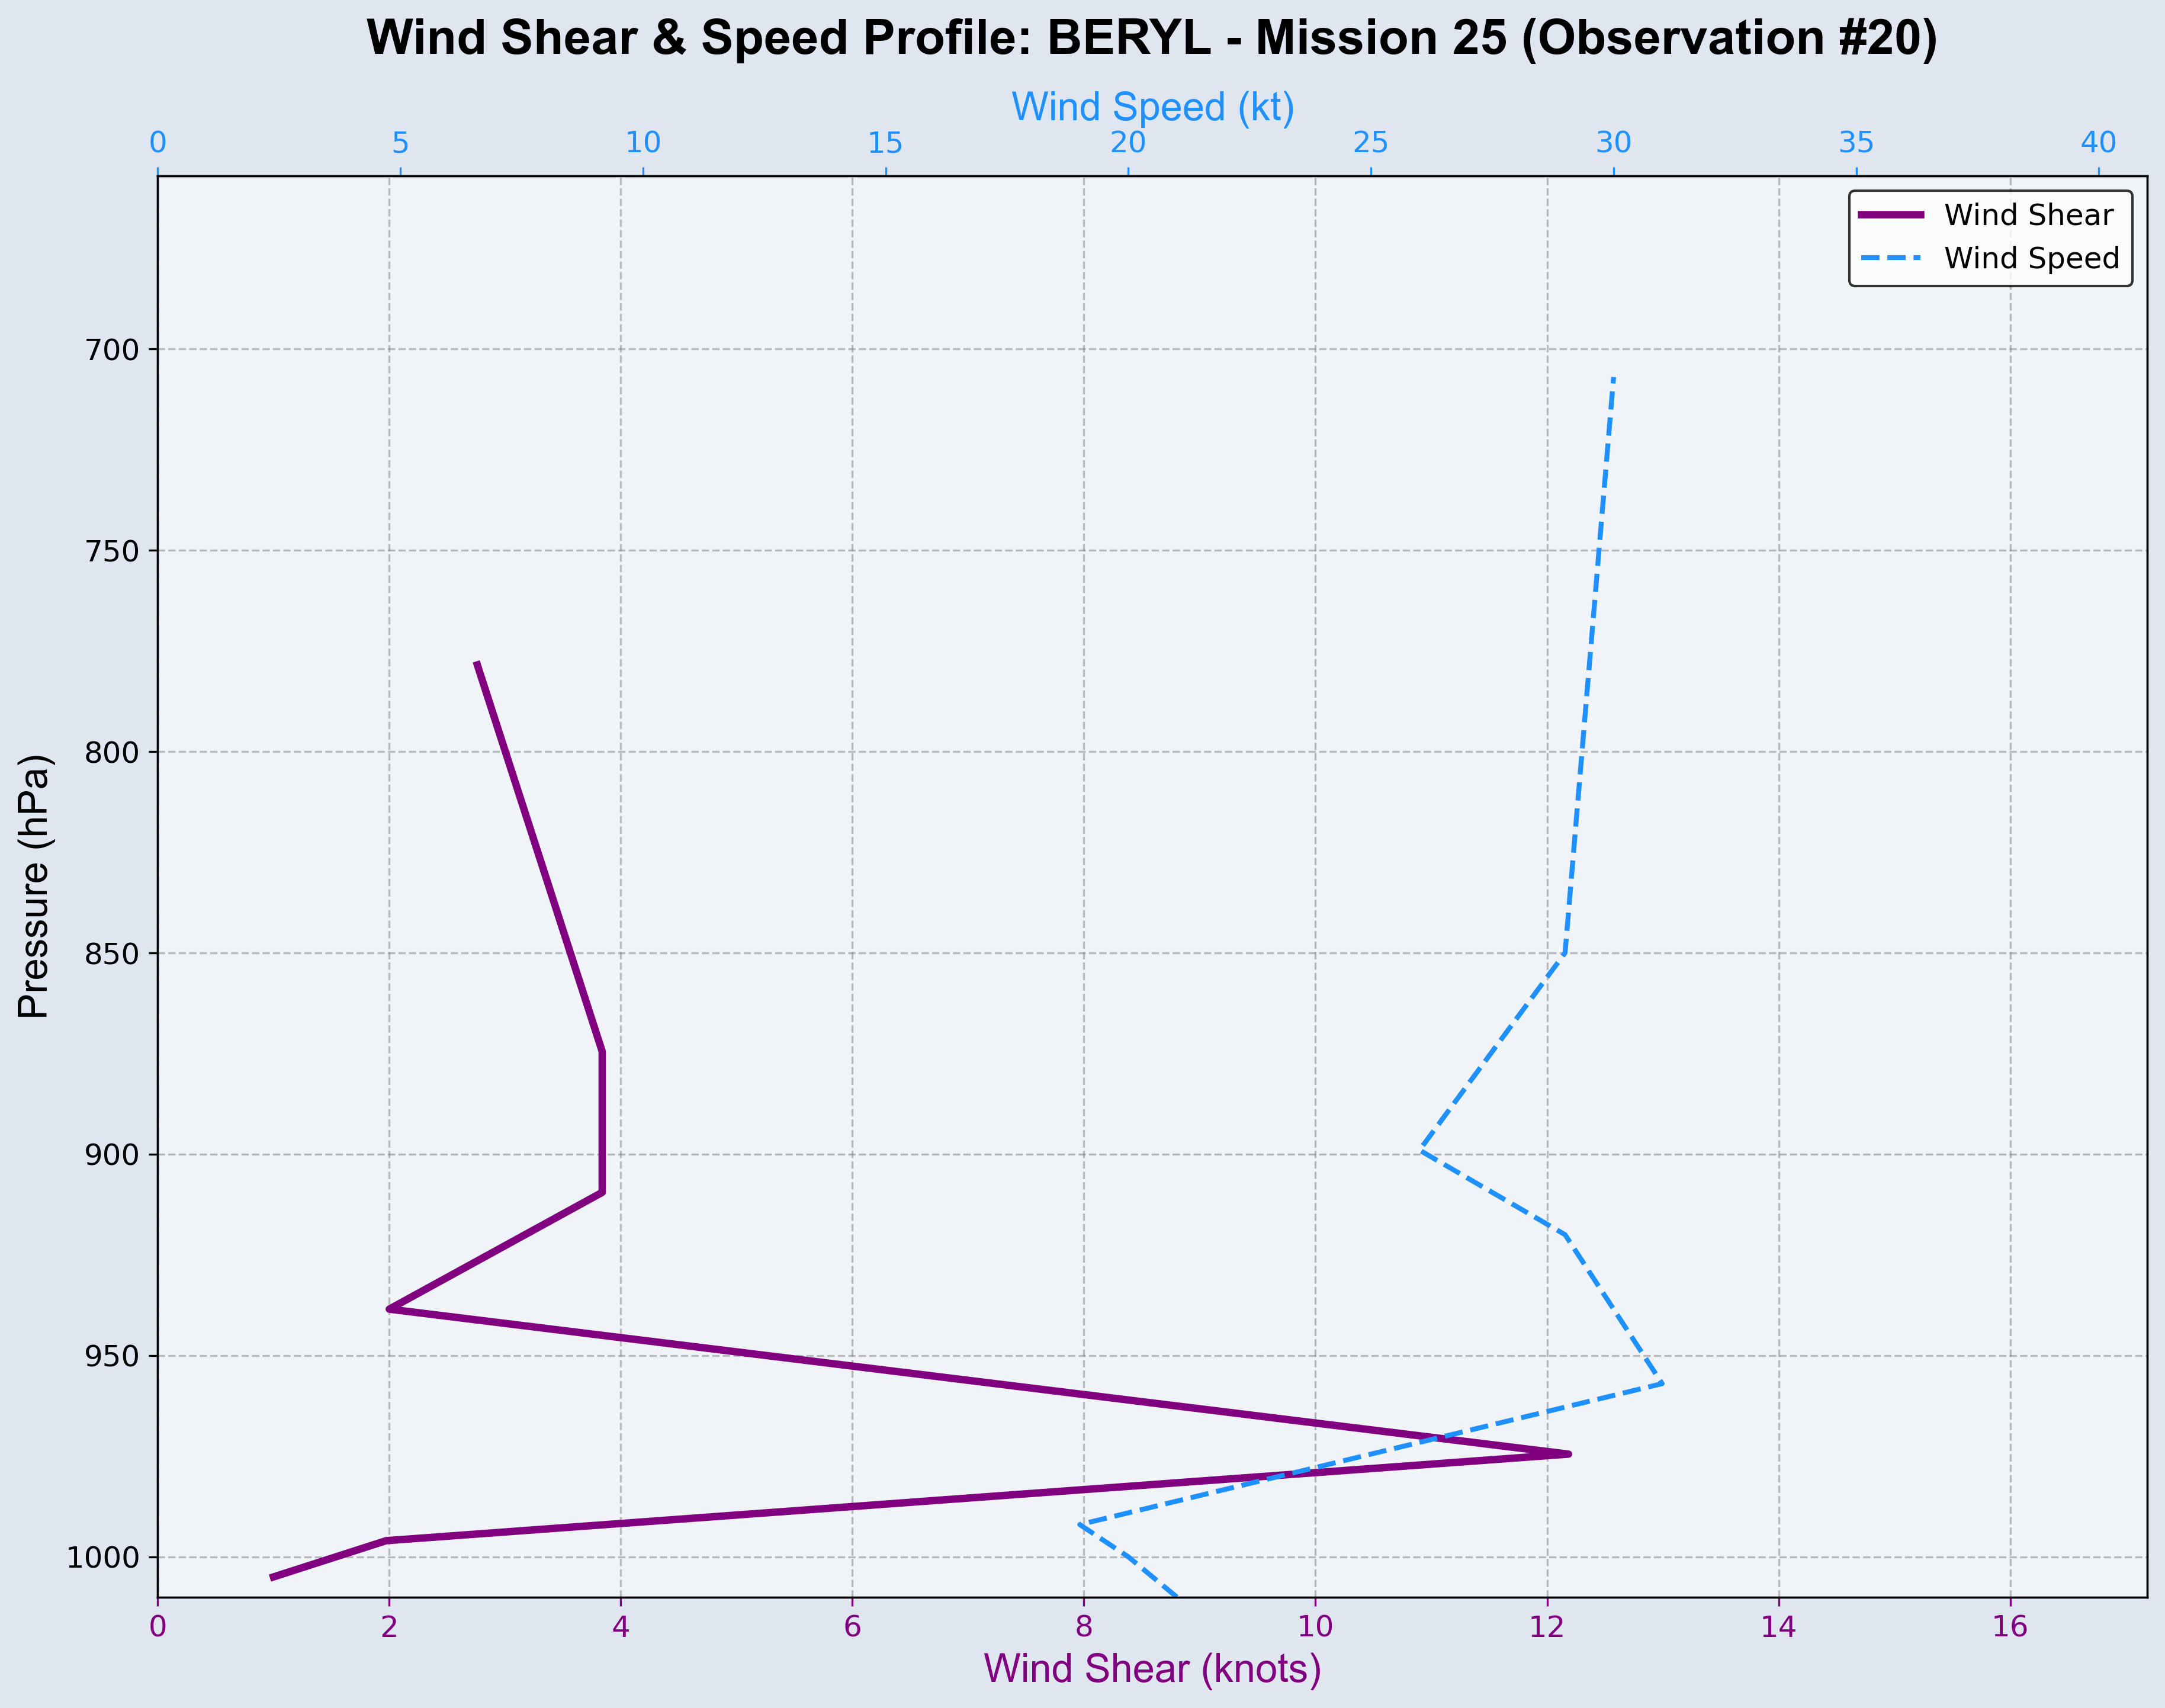 Wind Shear & Speed Profile: BERYL - Mission 25 (Observation #20)
Wind Speed (kt)
0 5 10 15 20 25 30 35 40
Wind Shear
Wind Speed
700
750
800
850
900
950
1000
Pressure (hPa)
0 2 4 6 8 10 12 14 16
Wind Shear (knots)